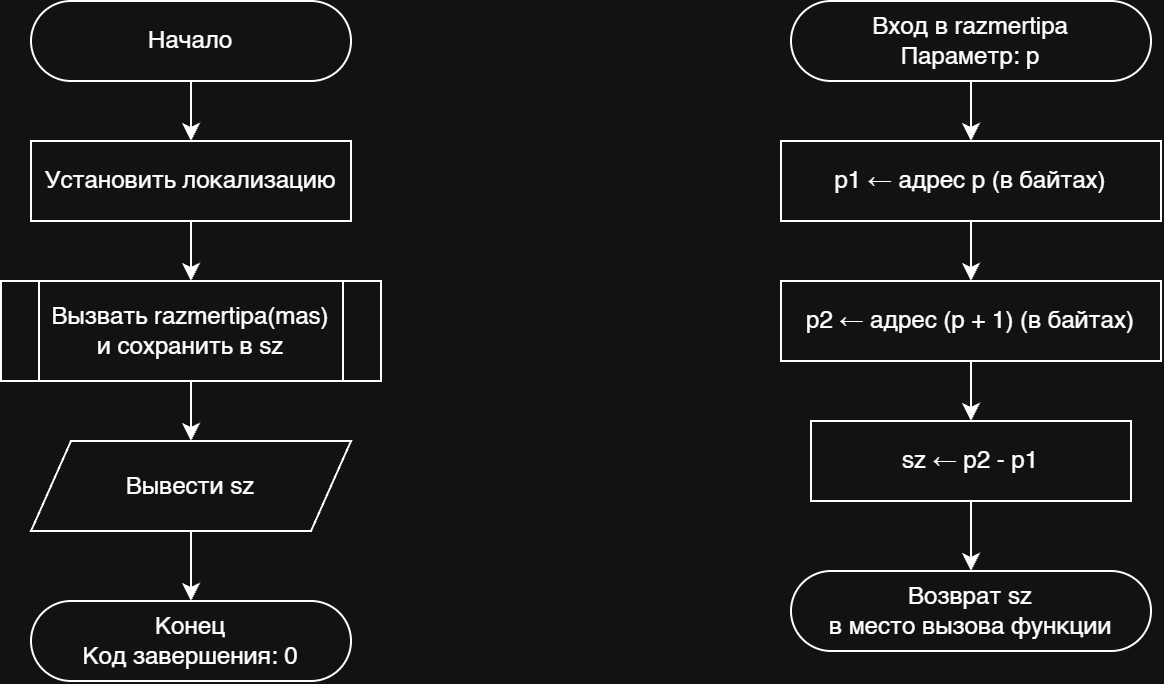 Начало
Установить локализацию
Вызвать razmertipa(mas)
и сохранить в sz
Вывести sz
Конец
Код завершения: 0
Вход в razmertipa
Параметр: p
p1 ← адрес p (в байтах)
p2 ← адрес (p + 1) (в байтах)
sz ← p2 - p1
Возврат sz
в место вызова функции